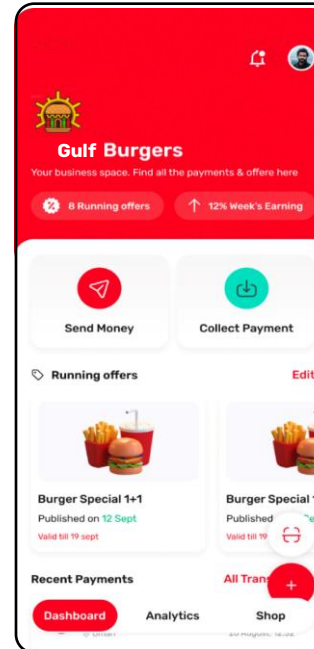 Gulf Burgers
Your business space. Find all the payments & offere here
8 Running offers
12% Week's Earning
Send Money
Collect Payment
Running offers
Edit
Burger Special 1+1
Published on 12 Sept
Valid till 19 sept
Burger Special
Published
Valid till 19
Recent Payments
All Trans
Dashboard
Analytics
Shop